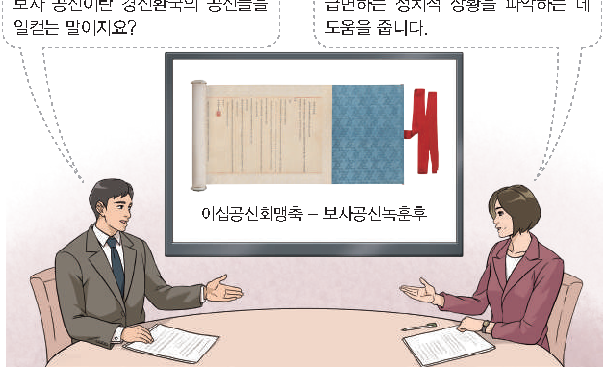 보사 공신이란 경신환국의 공신들을
일컫는 말이지요?
급변하는 정치적 상황을 파악하는 데
도움을 줍니다.
이십공신회맹축 – 보사공신녹훈후